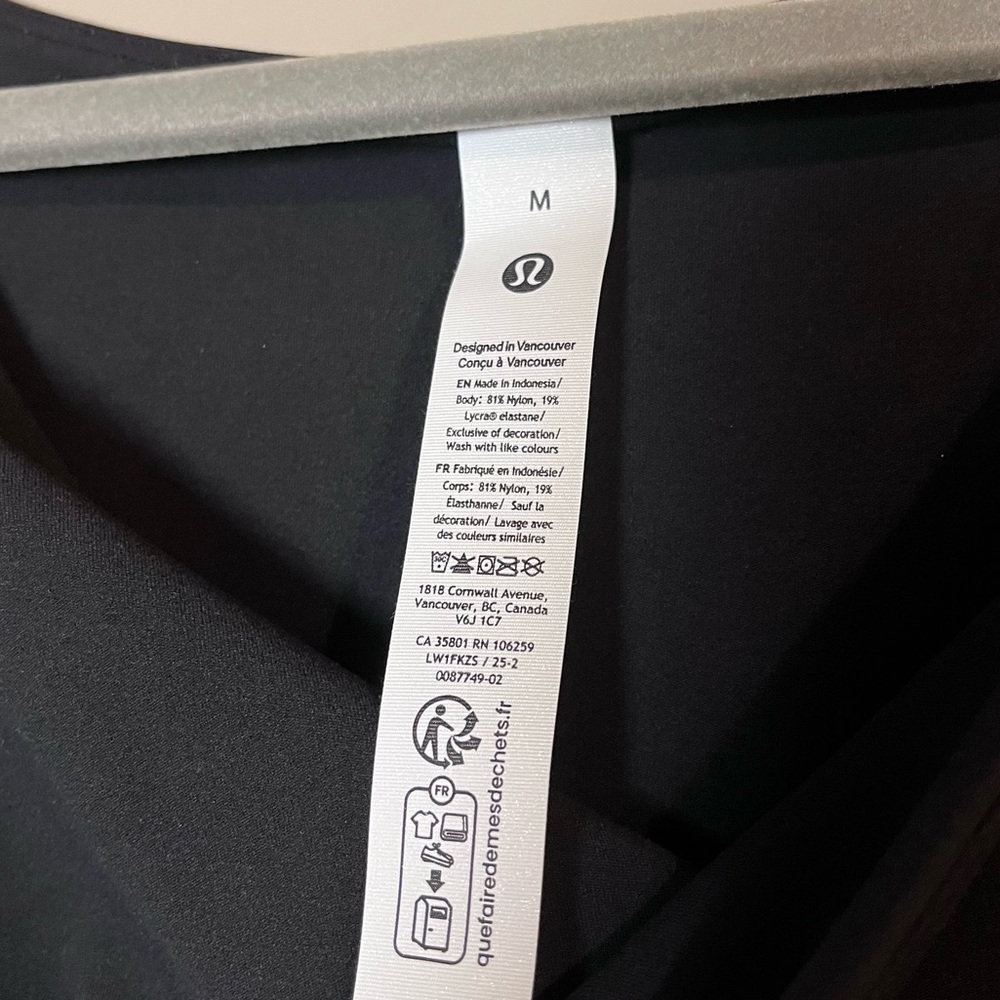 M
Designed in Vancouver
Conçu à Vancouver
EN Made in Indonesia/
Body: 81% Nylon, 19%
Lycra® elastane/
Exclusive of decoration/
Wash with like colours
FR Fabriqué en Indonésie/
Corps: 81% Nylon, 19%
Élasthanne/ Sauf la
décoration/ Lavage avec
des couleurs similaires
30C
1818 Cornwall Avenue,
Vancouver, BC, Canada
V6J 1C7
CA 35801 RN 106259
LW1FKZS / 25-2
0087749-02
FR
quefairedemesdechets.fr